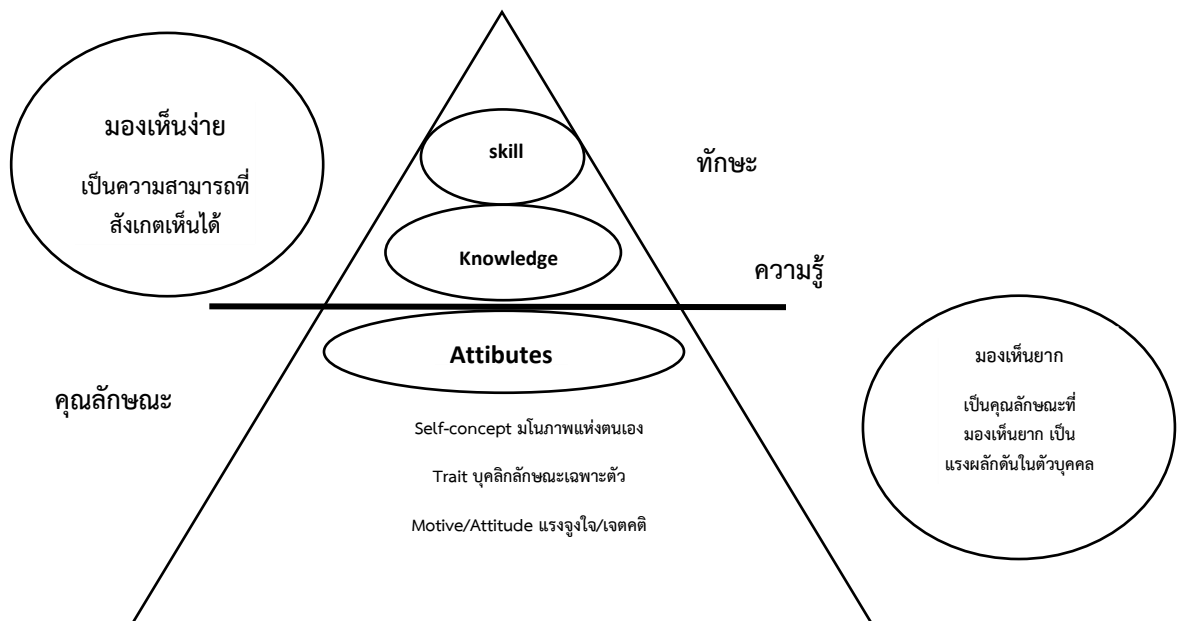 มองเห็นง่าย
เป็นความสามารถที่
สังเกตเห็นได้
skill
ทักษะ
Knowledge
ความรู้
Attibutes
คุณลักษณะ
Self-concept มโนภาพแห่งตนเอง
Trait บุคลิกลักษณะเฉพาะตัว
Motive/Attitude แรงจูงใจ/เจตคติ
มองเห็นยาก
เป็นคุณลักษณะที่
มองเห็นยาก เป็น
แรงผลักดันในตัวบุคคล